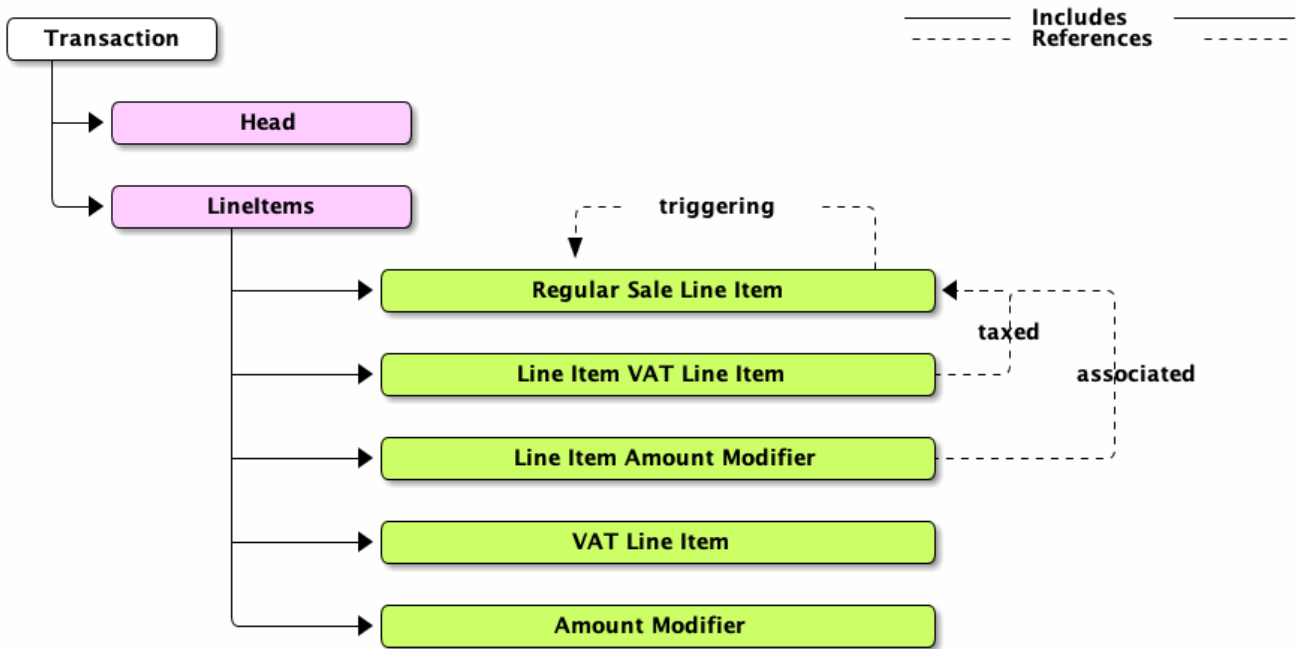 Includes
Transaction
References
Head
LineItems
triggering
Regular Sale Line Item
taxed
Line Item VAT Line Item
associated
Line Item Amount Modifier
VAT Line Item
Amount Modifier